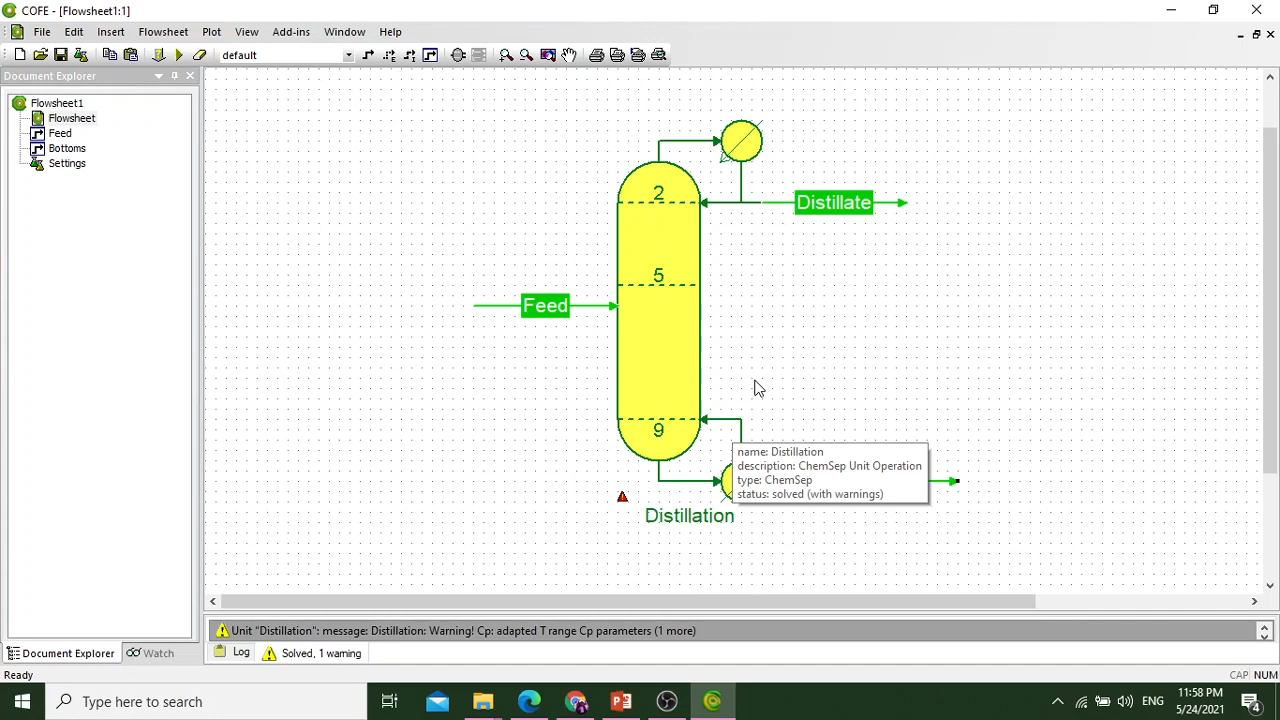 COFE - [Flowsheet1:1]
File Edit Insert Flowsheet Plot View Add-ins Window Help
default
Document Explorer
Flowsheet1
Flowsheet
Feed
Bottoms
Settings
2
Distillate
5
Feed
9
name: Distillation
description: ChemSep Unit Operation
type: ChemSep
status: solved (with warnings)
Distillation
Unit "Distillation": message: Distillation: Warning! Cp: adapted T range Cp parameters (1 more)
Document Explorer Watch Log Solved, 1 warning
Ready CAP NUM
Type here to search ENG 11:58 PM
5/24/2021 4